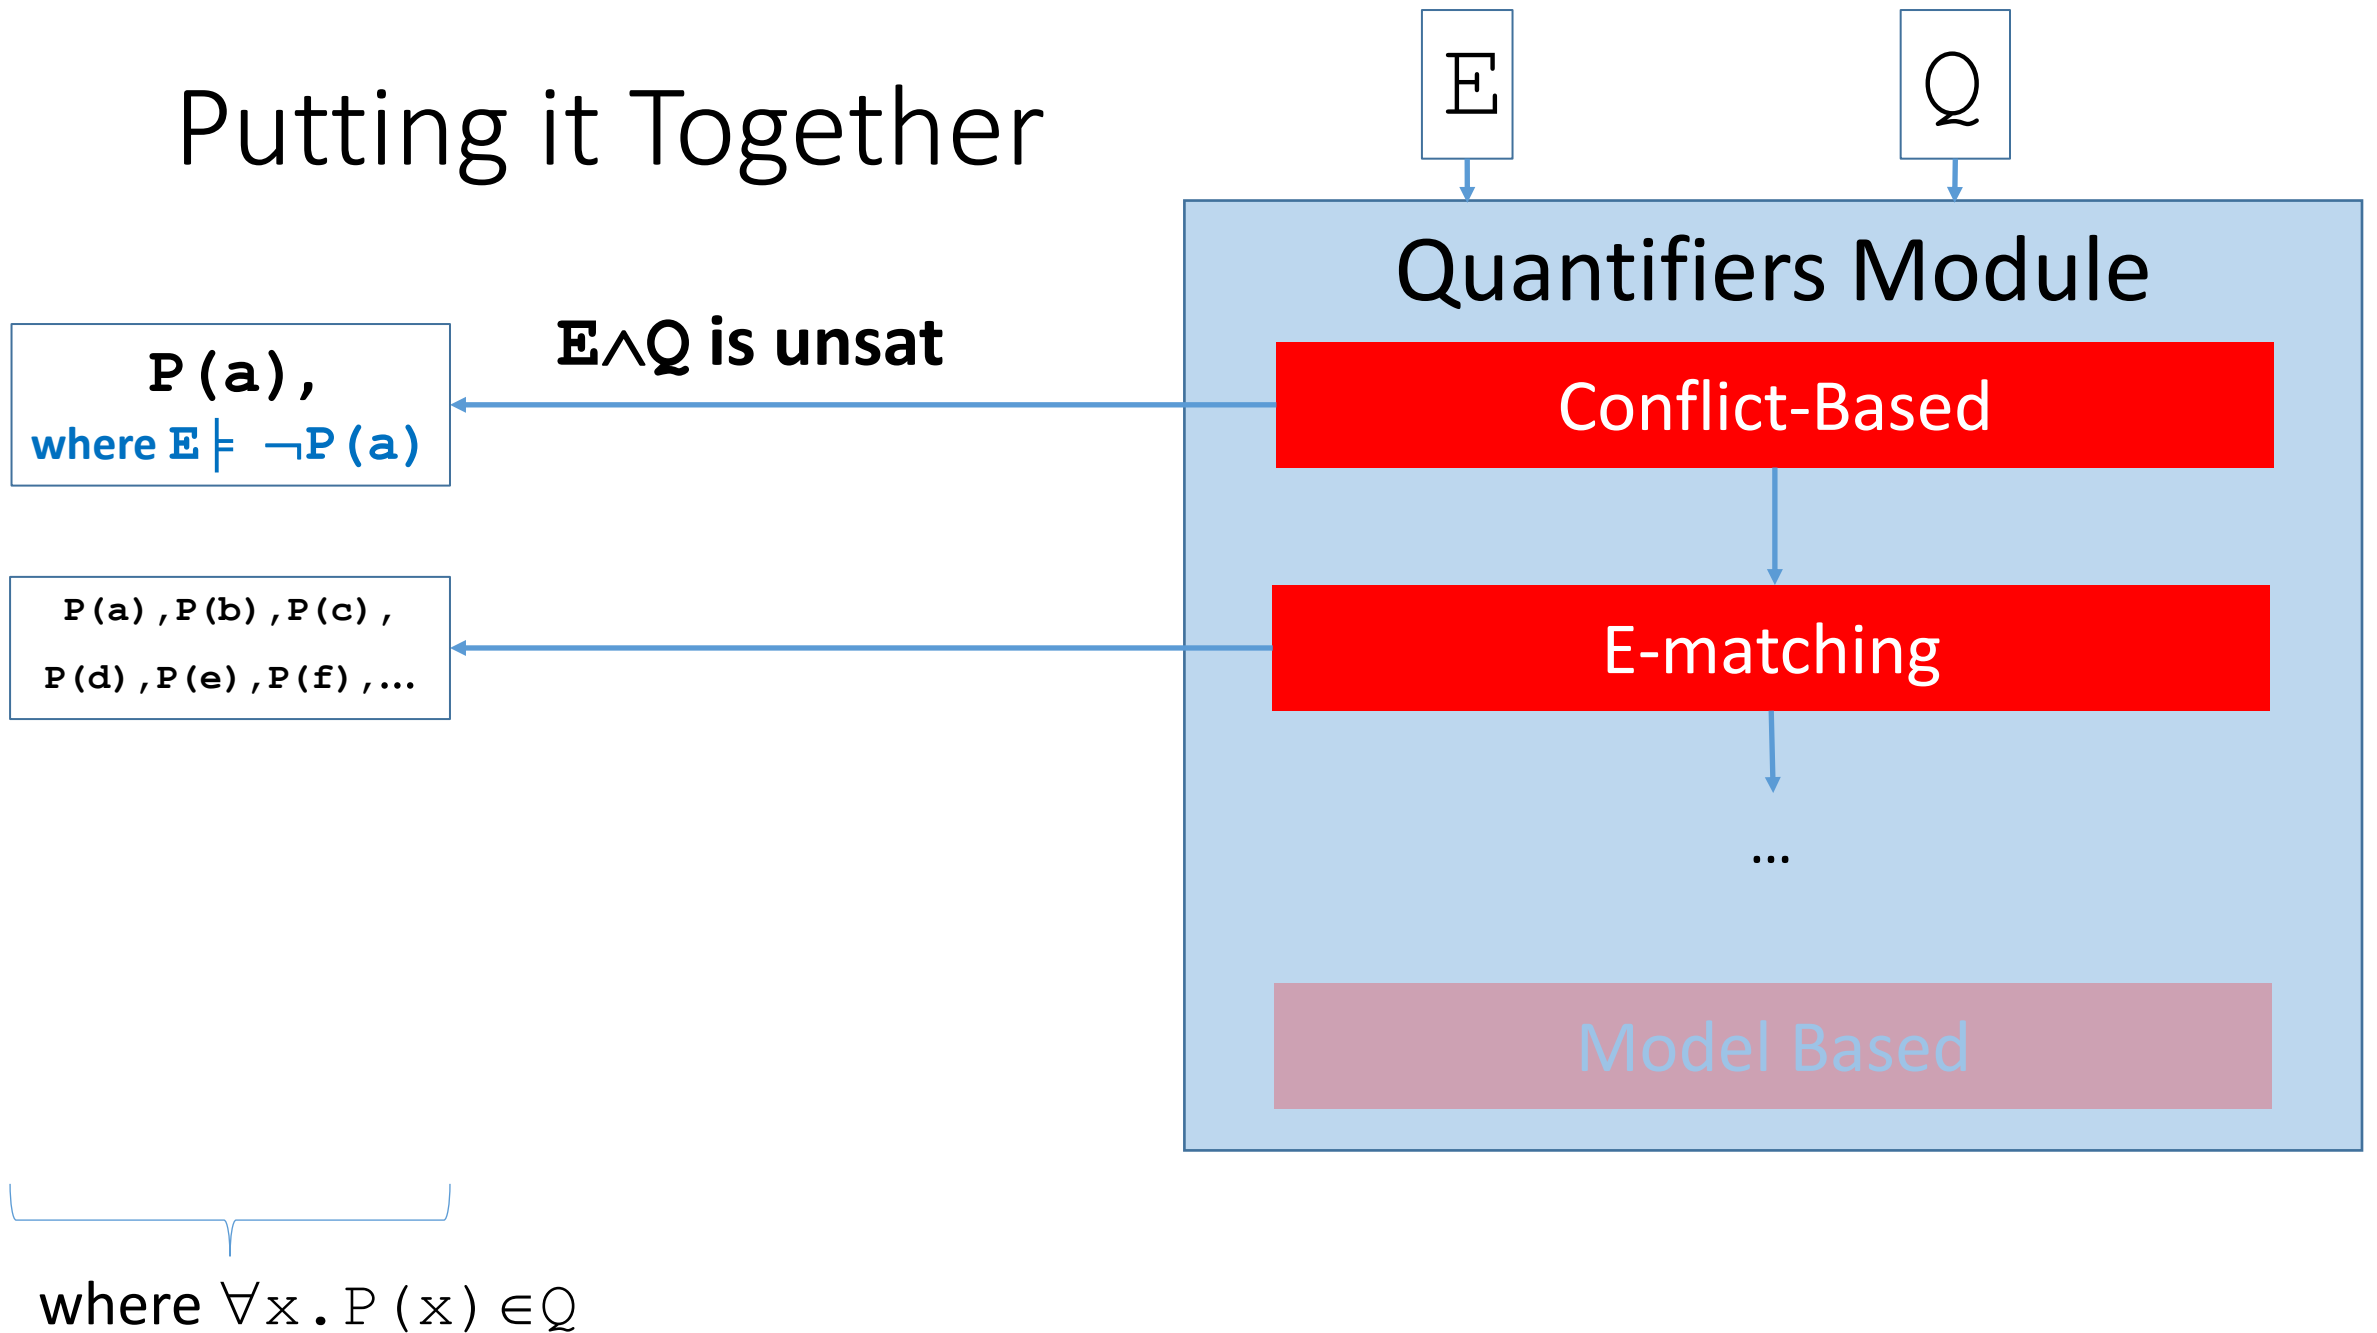 Putting it Together
E
Q
Quantifiers Module
E∧Q is unsat
Conflict-Based
P(a),
where E╞ ¬P(a)
E-matching
P(a),P(b),P(c),
P(d),P(e),P(f),…
…
Model Based
where ∀x.P(x)∈Q